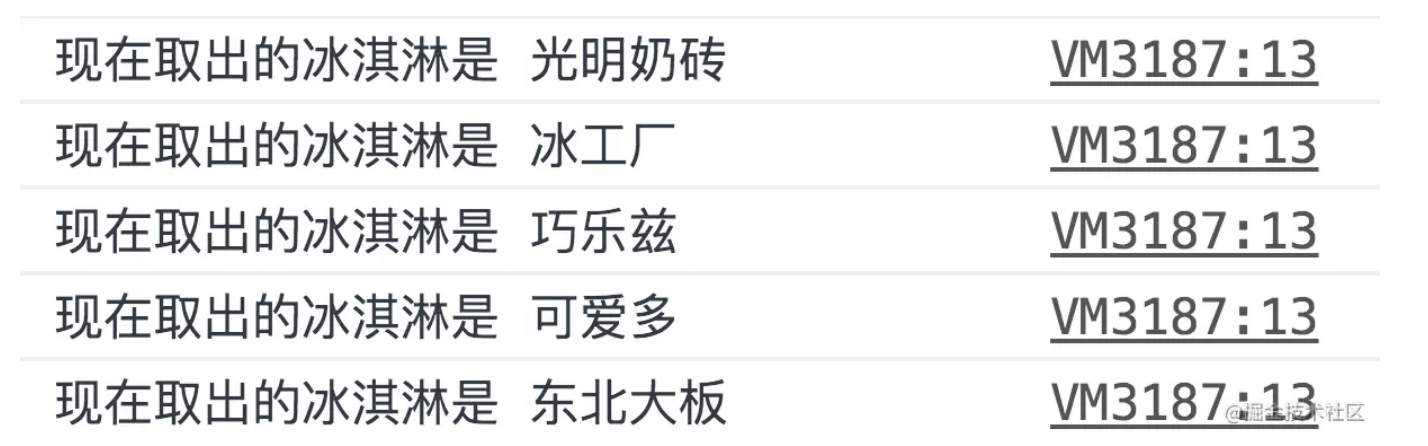 现在取出的冰淇淋是 光明奶砖 VM3187:13
现在取出的冰淇淋是 冰工厂 VM3187:13
现在取出的冰淇淋是 巧乐兹 VM3187:13
现在取出的冰淇淋是 可爱多 VM3187:13
现在取出的冰淇淋是 东北大板 VM3187:13
@掘金技术社区